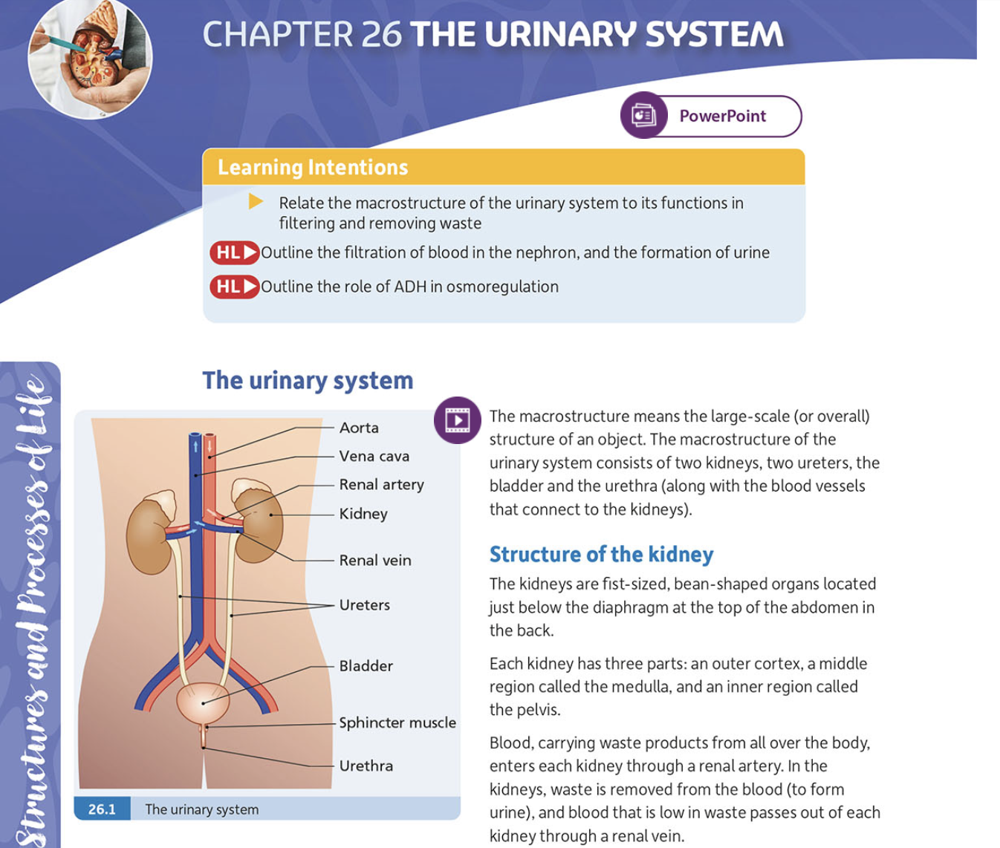 CHAPTER 26 THE URINARY SYSTEM
PowerPoint
Learning Intentions
Relate the macrostructure of the urinary system to its functions in
filtering and removing waste
HL Outline the filtration of blood in the nephron, and the formation of urine
HL Outline the role of ADH in osmoregulation
Structures and Processes of Life
The urinary system
Aorta
Vena cava
Renal artery
Kidney
Renal vein
Ureters
Bladder
Sphincter muscle
Urethra
26.1 The urinary system
The macrostructure means the large-scale (or overall)
structure of an object. The macrostructure of the
urinary system consists of two kidneys, two ureters, the
bladder and the urethra (along with the blood vessels
that connect to the kidneys).
Structure of the kidney
The kidneys are fist-sized, bean-shaped organs located
just below the diaphragm at the top of the abdomen in
the back.
Each kidney has three parts: an outer cortex, a middle
region called the medulla, and an inner region called
the pelvis.
Blood, carrying waste products from all over the body,
enters each kidney through a renal artery. In the
kidneys, waste is removed from the blood (to form
urine), and blood that is low in waste passes out of each
kidney through a renal vein.